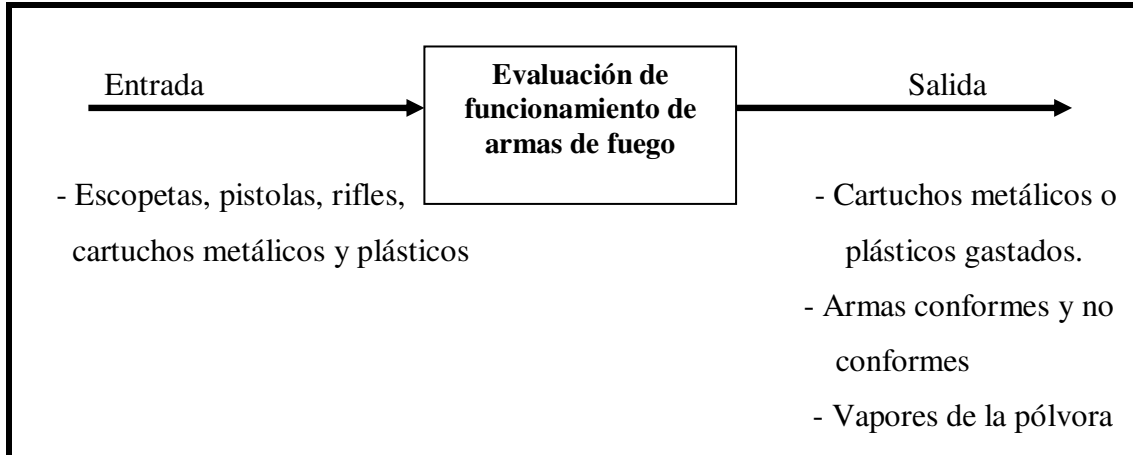 Entrada
Evaluación de
funcionamiento de
armas de fuego
Salida
- Escopetas, pistolas, rifles,
cartuchos metálicos y plásticos
- Cartuchos metálicos o
plásticos gastados.
- Armas conformes y no
conformes
- Vapores de la pólvora